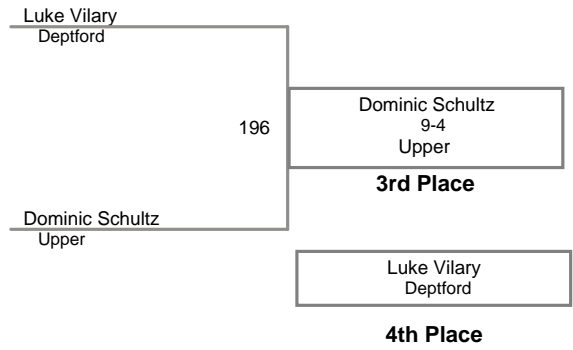 Luke Vilary
Deptford
196
Dominic Schultz
9-4
Upper
3rd Place
Dominic Schultz
Upper
Luke Vilary
Deptford
4th Place